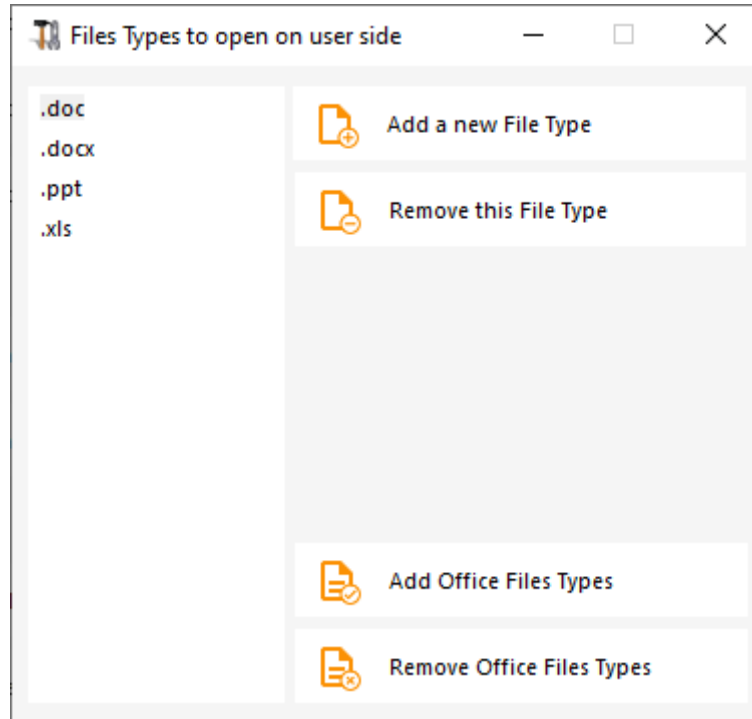 Files Types to open on user side
.doc
.docx
.ppt
.xls
Add a new File Type
Remove this File Type
Add Office Files Types
Remove Office Files Types